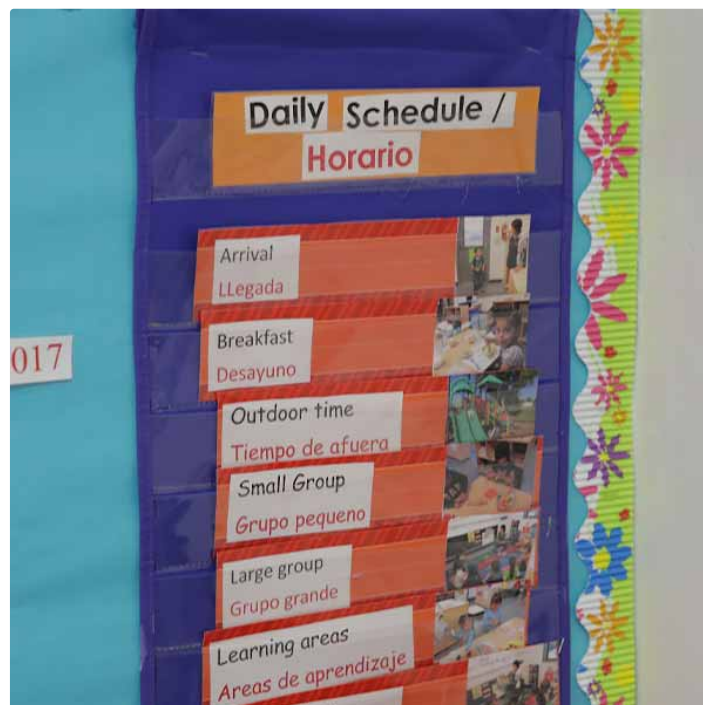 Daily Schedule /
Horario
Arrival
LLegada
Breakfast
Desayuno
017
Outdoor time
Tiempo de afuera
Small Group
Grupo pequeno
Large group
Grupo grande
Learning areas
Areas de aprendizaje